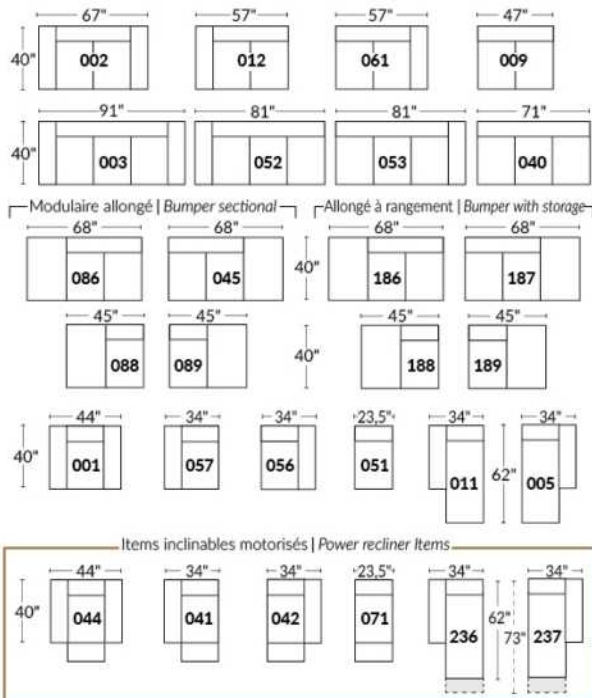 67" 57" 57" 47"
40" 002 012 061 009
91" 81" 81" 71"
40" 003 052 053 040
Modulaire allongé | Bumper sectional Allongé à rangement | Bumper with storage
68" 68" 68" 68"
086 045 40" 186 187
45" 45" 45" 45"
088 089 40" 188 189
44" 34" 34" 23,5" 34" 34"
40" 001 057 056 051 011 62" 005
Items inclinables motorisés | Power recliner Items
44" 34" 34" 23,5" 34" 34"
40" 044 041 042 071 236 62" 73" 237